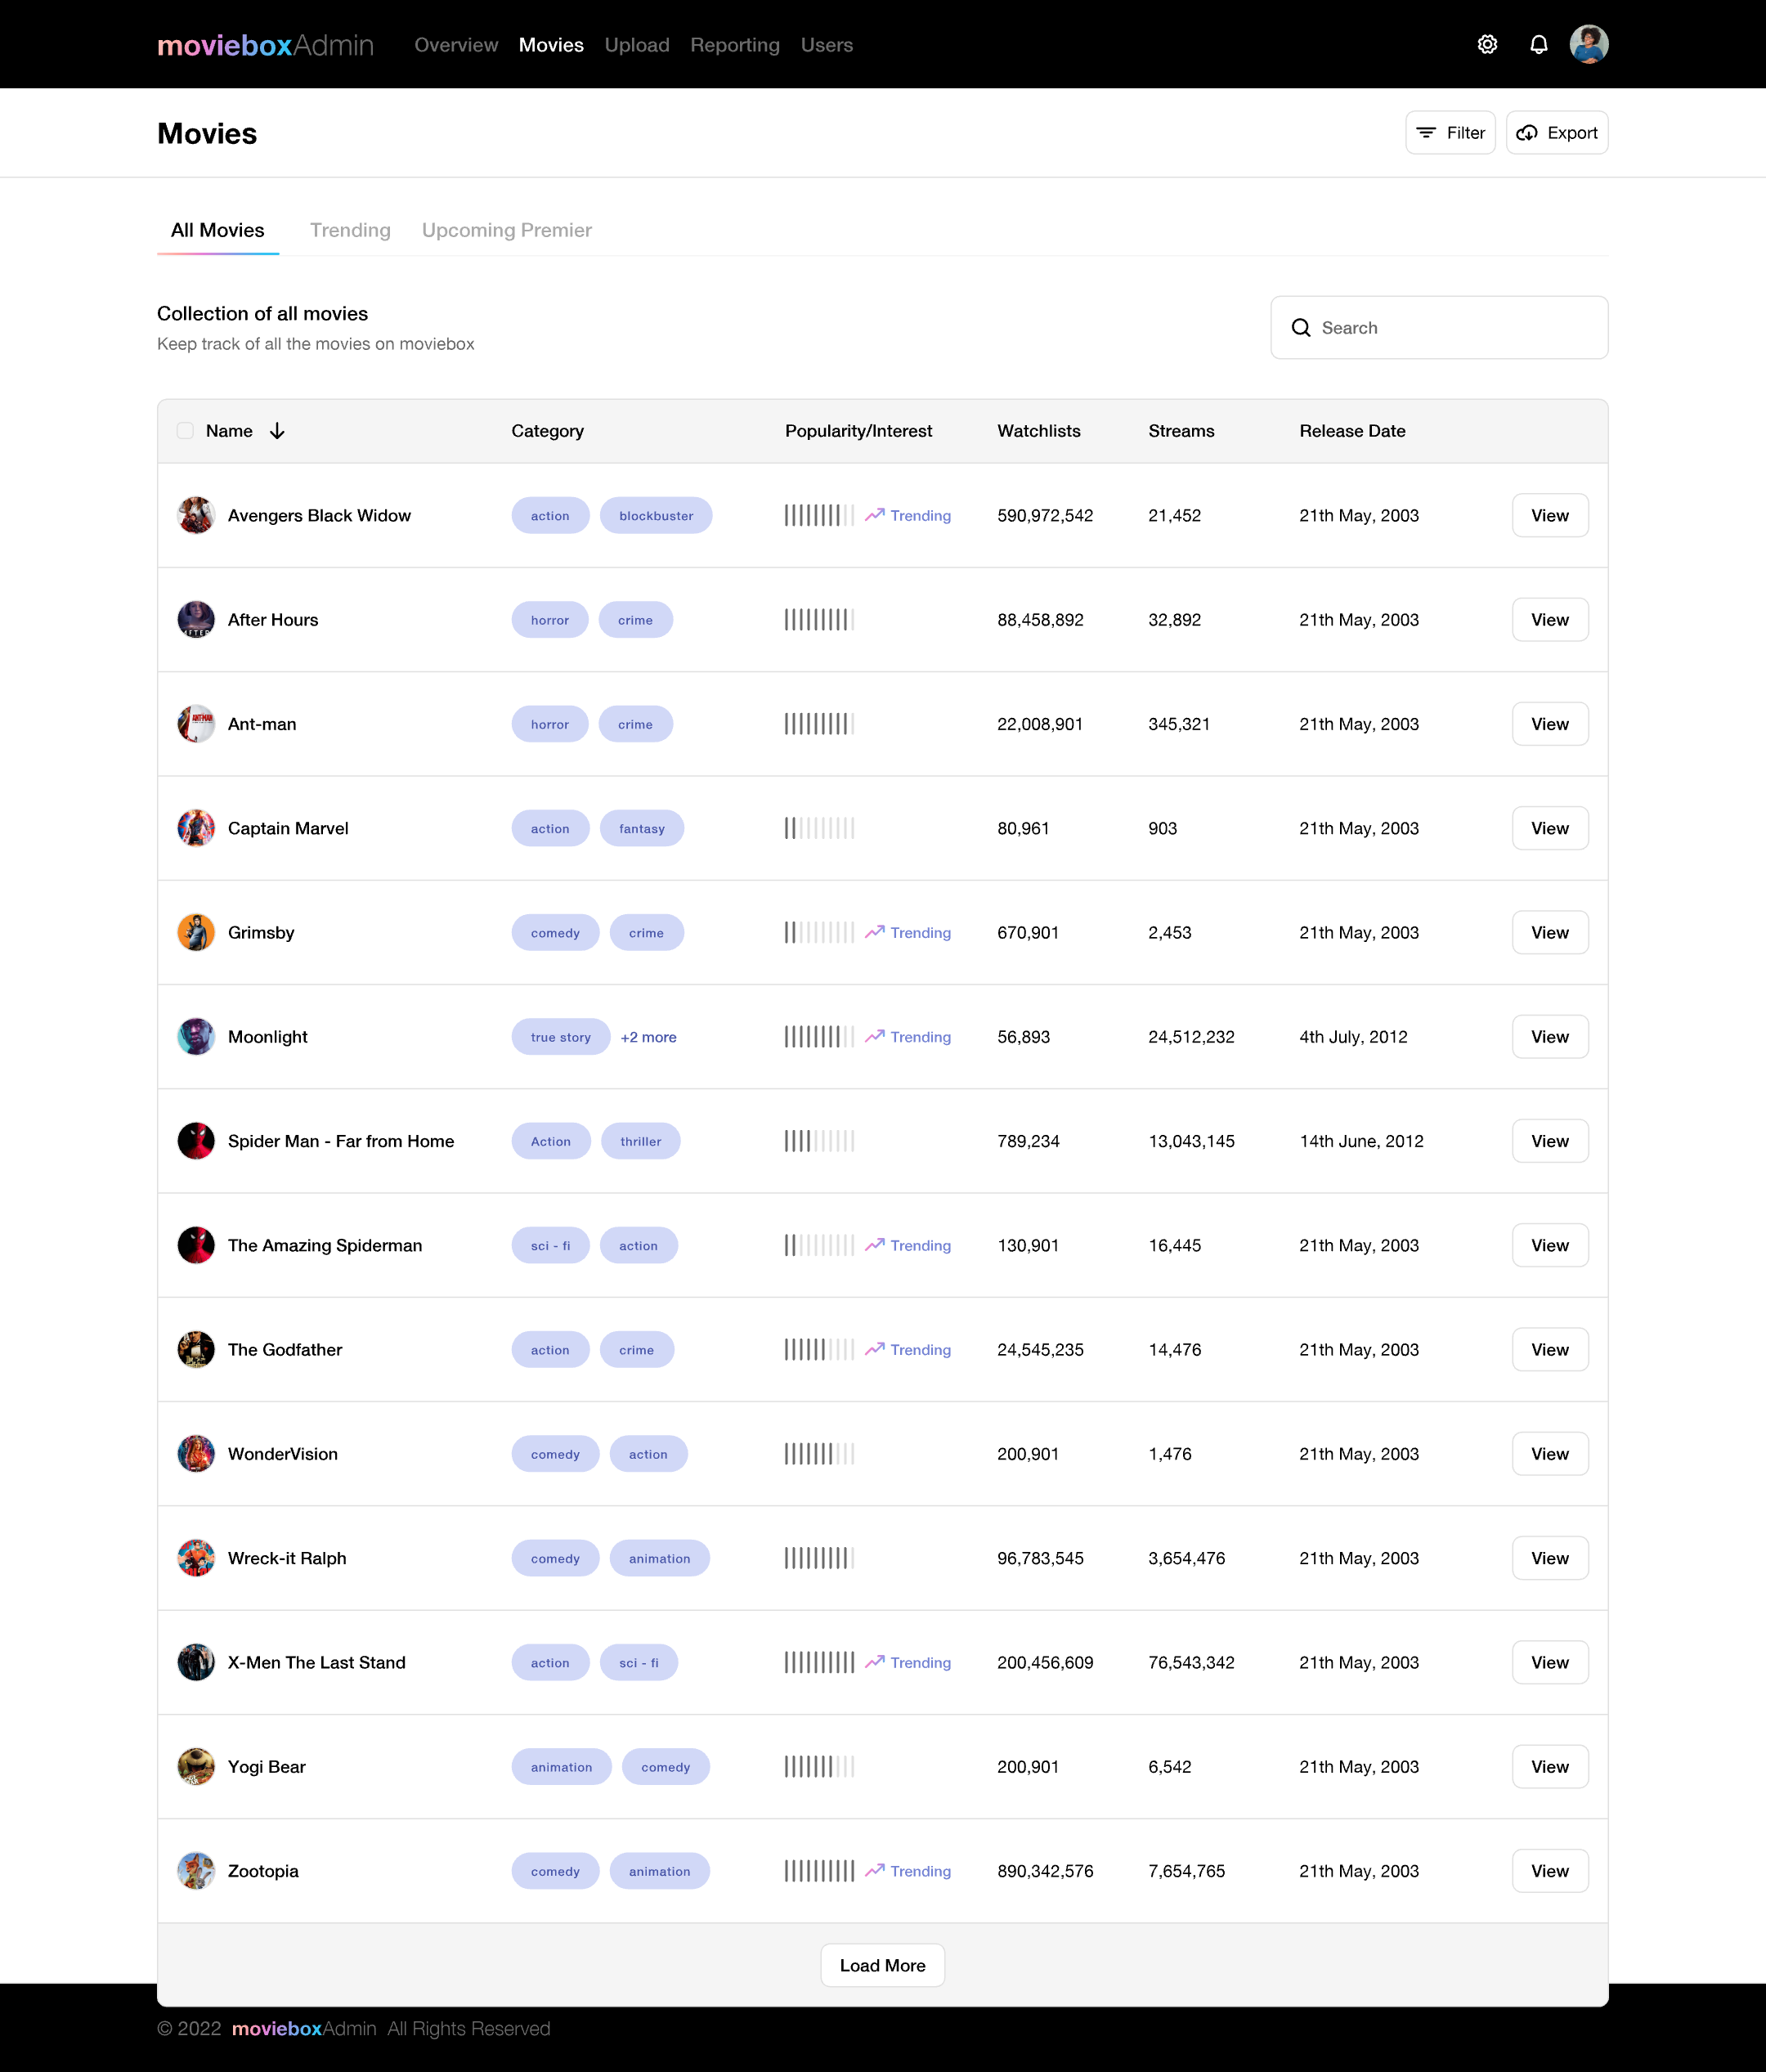 movieboxAdmin Overview Movies Upload Reporting Users
Movies Filter Export
All Movies Trending Upcoming Premier
Collection of all movies
Keep track of all the movies on moviebox
Search
Name Category Popularity/Interest Watchlists Streams Release Date
Avengers Black Widow action blockbuster Trending 590,972,542 21,452 21th May, 2003 View
AFTER
After Hours horror crime 88,458,892 32,892 21th May, 2003 View
ANT-MAN
Ant-man horror crime 22,008,901 345,321 21th May, 2003 View
Captain Marvel action fantasy 80,961 903 21th May, 2003 View
Grimsby comedy crime Trending 670,901 2,453 21th May, 2003 View
Moonlight true story +2 more Trending 56,893 24,512,232 4th July, 2012 View
Spider Man - Far from Home Action thriller 789,234 13,043,145 14th June, 2012 View
The Amazing Spiderman sci - fi action Trending 130,901 16,445 21th May, 2003 View
The Godfather action crime Trending 24,545,235 14,476 21th May, 2003 View
WonderVision comedy action 200,901 1,476 21th May, 2003 View
Wreck-it Ralph comedy animation 96,783,545 3,654,476 21th May, 2003 View
X-Men The Last Stand action sci - fi Trending 200,456,609 76,543,342 21th May, 2003 View
Yogi Bear animation comedy 200,901 6,542 21th May, 2003 View
Zootopia comedy animation Trending 890,342,576 7,654,765 21th May, 2003 View
Load More
© 2022 movieboxAdmin All Rights Reserved